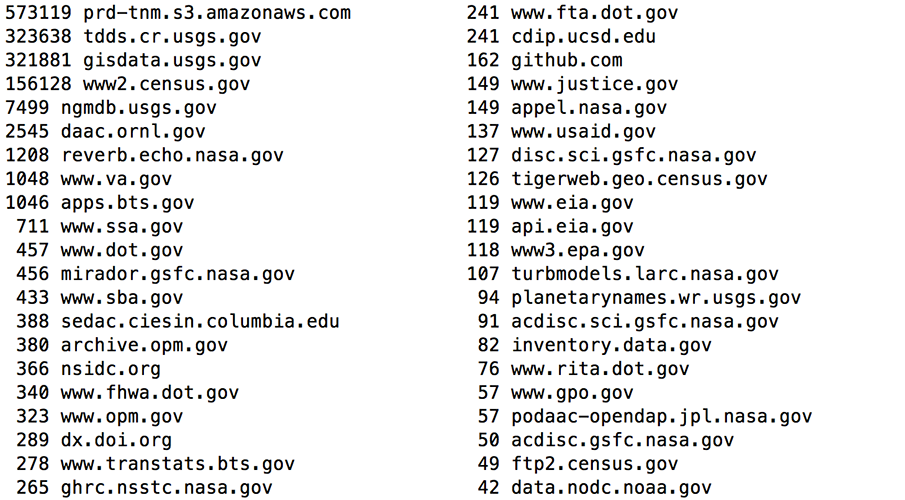 573119 prd-tnm.s3.amazonaws.com
323638 tdds.cr.usgs.gov
321881 gisdata.usgs.gov
156128 www2.census.gov
7499 ngmdb.usgs.gov
2545 daac.ornl.gov
1208 reverb.echo.nasa.gov
1048 www.va.gov
1046 apps.bts.gov
711 www.ssa.gov
457 www.dot.gov
456 mirador.gsfc.nasa.gov
433 www.sba.gov
388 sedac.ciesin.columbia.edu
380 archive.opm.gov
366 nsidc.org
340 www.fhwa.dot.gov
323 www.opm.gov
289 dx.doi.org
278 www.transtats.bts.gov
265 ghrc.nsstc.nasa.gov
241 www.fta.dot.gov
241 cdip.ucsd.edu
162 github.com
149 www.justice.gov
149 appel.nasa.gov
137 www.usaid.gov
127 disc.sci.gsfc.nasa.gov
126 tigerweb.geo.census.gov
119 www.eia.gov
119 api.eia.gov
118 www3.epa.gov
107 turbmodels.larc.nasa.gov
94 planetarynames.wr.usgs.gov
91 acdisc.sci.gsfc.nasa.gov
82 inventory.data.gov
76 www.rita.dot.gov
57 www.gpo.gov
57 podaac-opendap.jpl.nasa.gov
50 acdisc.gsfc.nasa.gov
49 ftp2.census.gov
42 data.nodc.noaa.gov